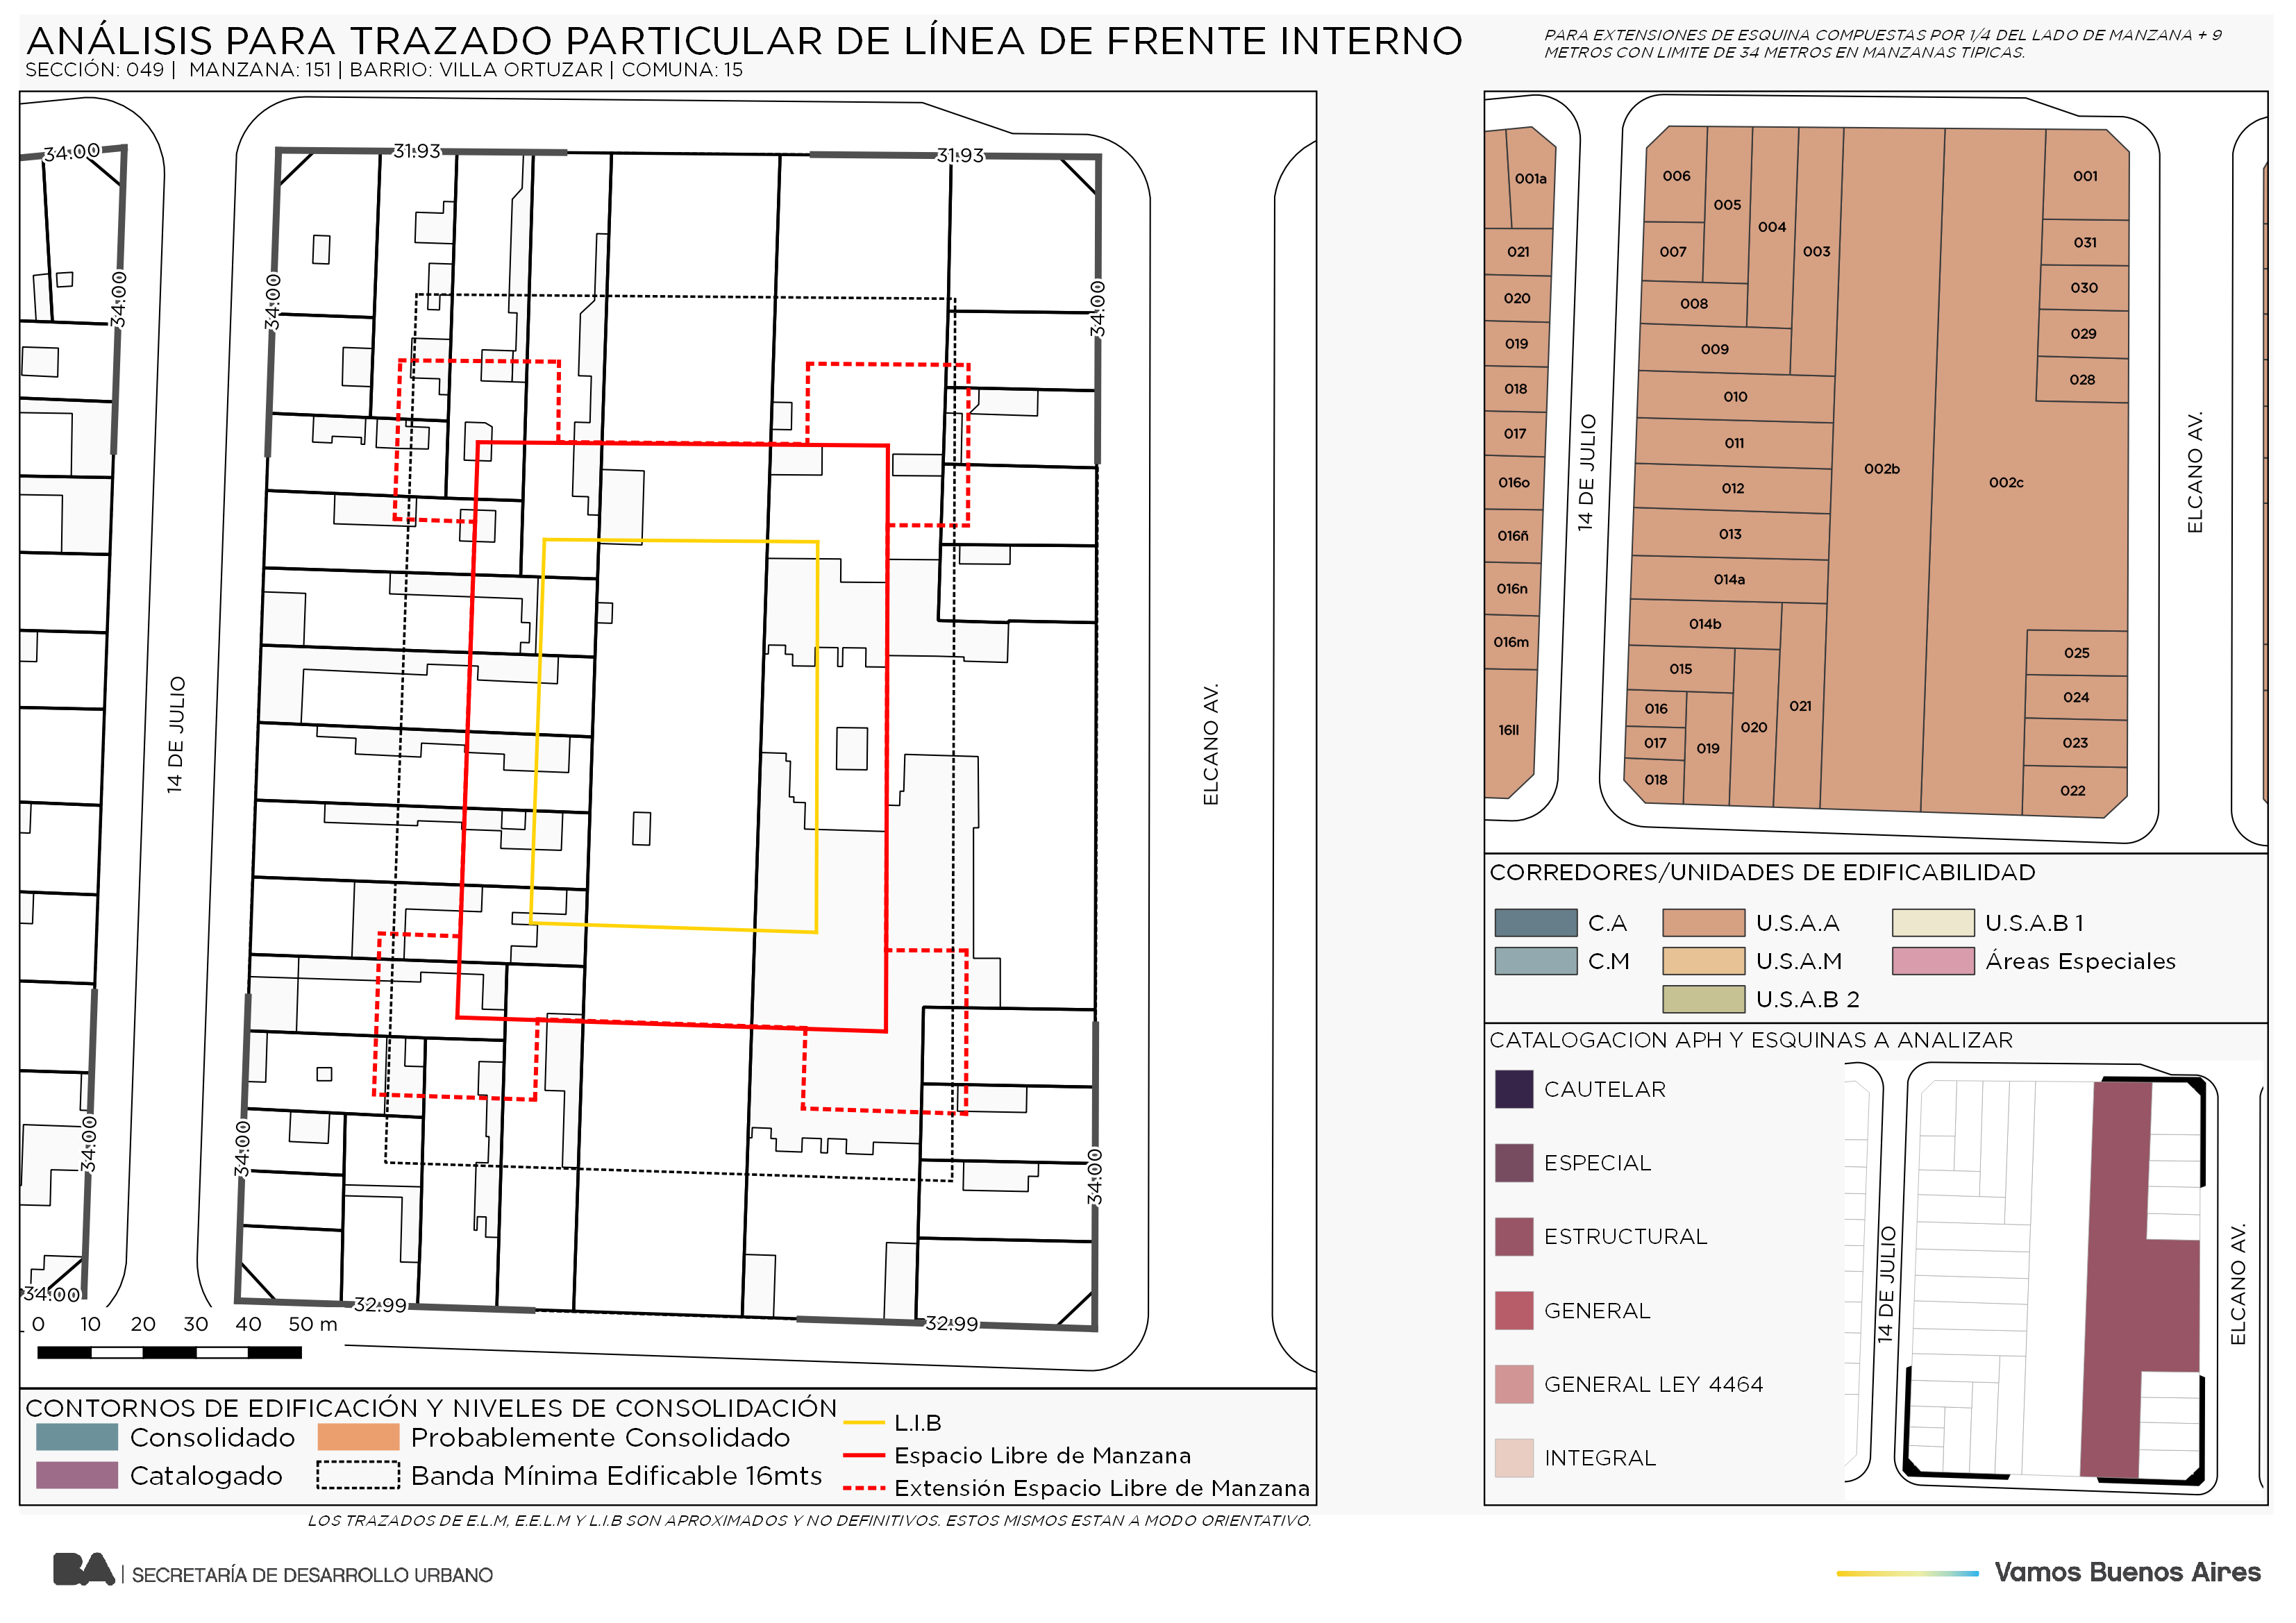 ANÁLISIS PARA TRAZADO PARTICULAR DE LÍNEA DE FRENTE INTERNO
SECCIÓN: 049 | MANZANA: 151 | BARRIO: VILLA ORTUZAR | COMUNA: 15
PARA EXTENSIONES DE ESQUINA COMPUESTAS POR 1/4 DEL LADO DE MANZANA + 9
METROS CON LIMITE DE 34 METROS EN MANZANAS TIPICAS.
34:00
31.93
31.93
34:00
34:00
34:00
14 DE JULIO
ELCANO AV.
34:00
34:00
34:00
34:00
32.99
32.99
0 10 20 30 40 50 m
CONTORNOS DE EDIFICACIÓN Y NIVELES DE CONSOLIDACIÓN
Consolidado
Probablemente Consolidado
Catalogado
Banda Mínima Edificable 16mts
L.I.B
Espacio Libre de Manzana
Extensión Espacio Libre de Manzana
LOS TRAZADOS DE E.L.M, E.E.L.M Y L.I.B SON APROXIMADOS Y NO DEFINITIVOS. ESTOS MISMOS ESTAN A MODO ORIENTATIVO.
001a
021
020
019
018
017
016o
016ñ
016n
016m
16ll
14 DE JULIO
006
005
004
003
007
008
009
010
011
012
013
014a
014b
015
016
017
018
019
020
021
002b
002c
001
031
030
029
028
025
024
023
022
ELCANO AV.
CORREDORES/UNIDADES DE EDIFICABILIDAD
C.A
U.S.A.A
U.S.A.B 1
C.M
U.S.A.M
Áreas Especiales
U.S.A.B 2
CATALOGACION APH Y ESQUINAS A ANALIZAR
CAUTELAR
ESPECIAL
ESTRUCTURAL
GENERAL
GENERAL LEY 4464
INTEGRAL
14 DE JULIO
ELCANO AV.
BA | SECRETARÍA DE DESARROLLO URBANO
Vamos Buenos Aires